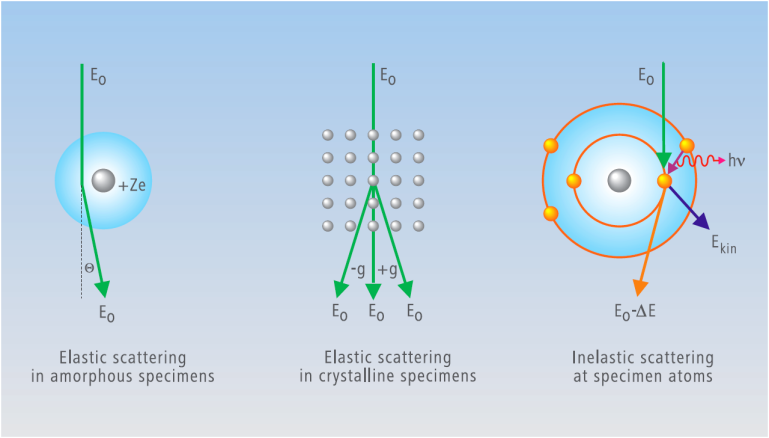 E₀
+Ze
Θ
E₀
Elastic scattering
in amorphous specimens
E₀
-g +g
E₀ E₀ E₀
Elastic scattering
in crystalline specimens
E₀
hν
Eₖᵢₙ
E₀-ΔE
Inelastic scattering
at specimen atoms